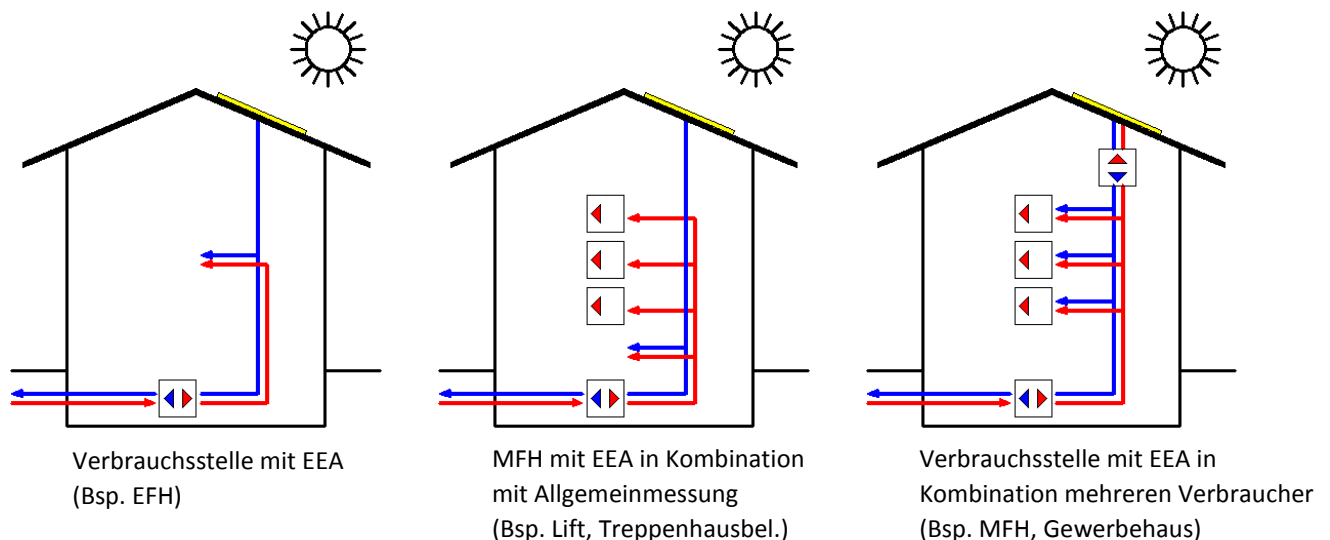 Verbrauchsstelle mit EEA
(Bsp. EFH)
MFH mit EEA in Kombination
mit Allgemeinmessung
(Bsp. Lift, Treppenhausbel.)
Verbrauchsstelle mit EEA in
Kombination mehreren Verbraucher
(Bsp. MFH, Gewerbehaus)